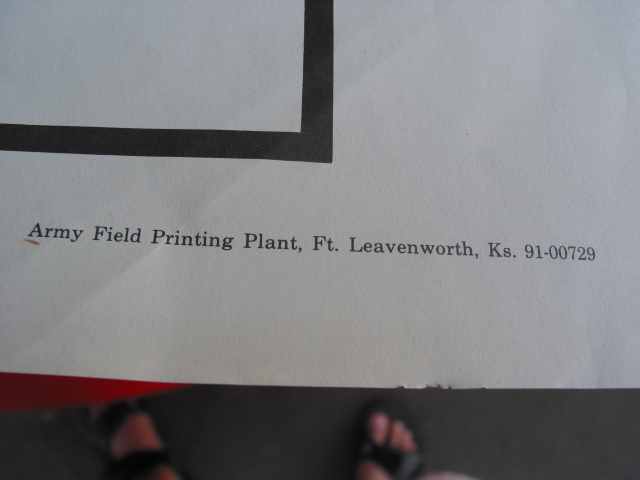 Army Field Printing Plant, Ft. Leavenworth, Ks. 91-00729